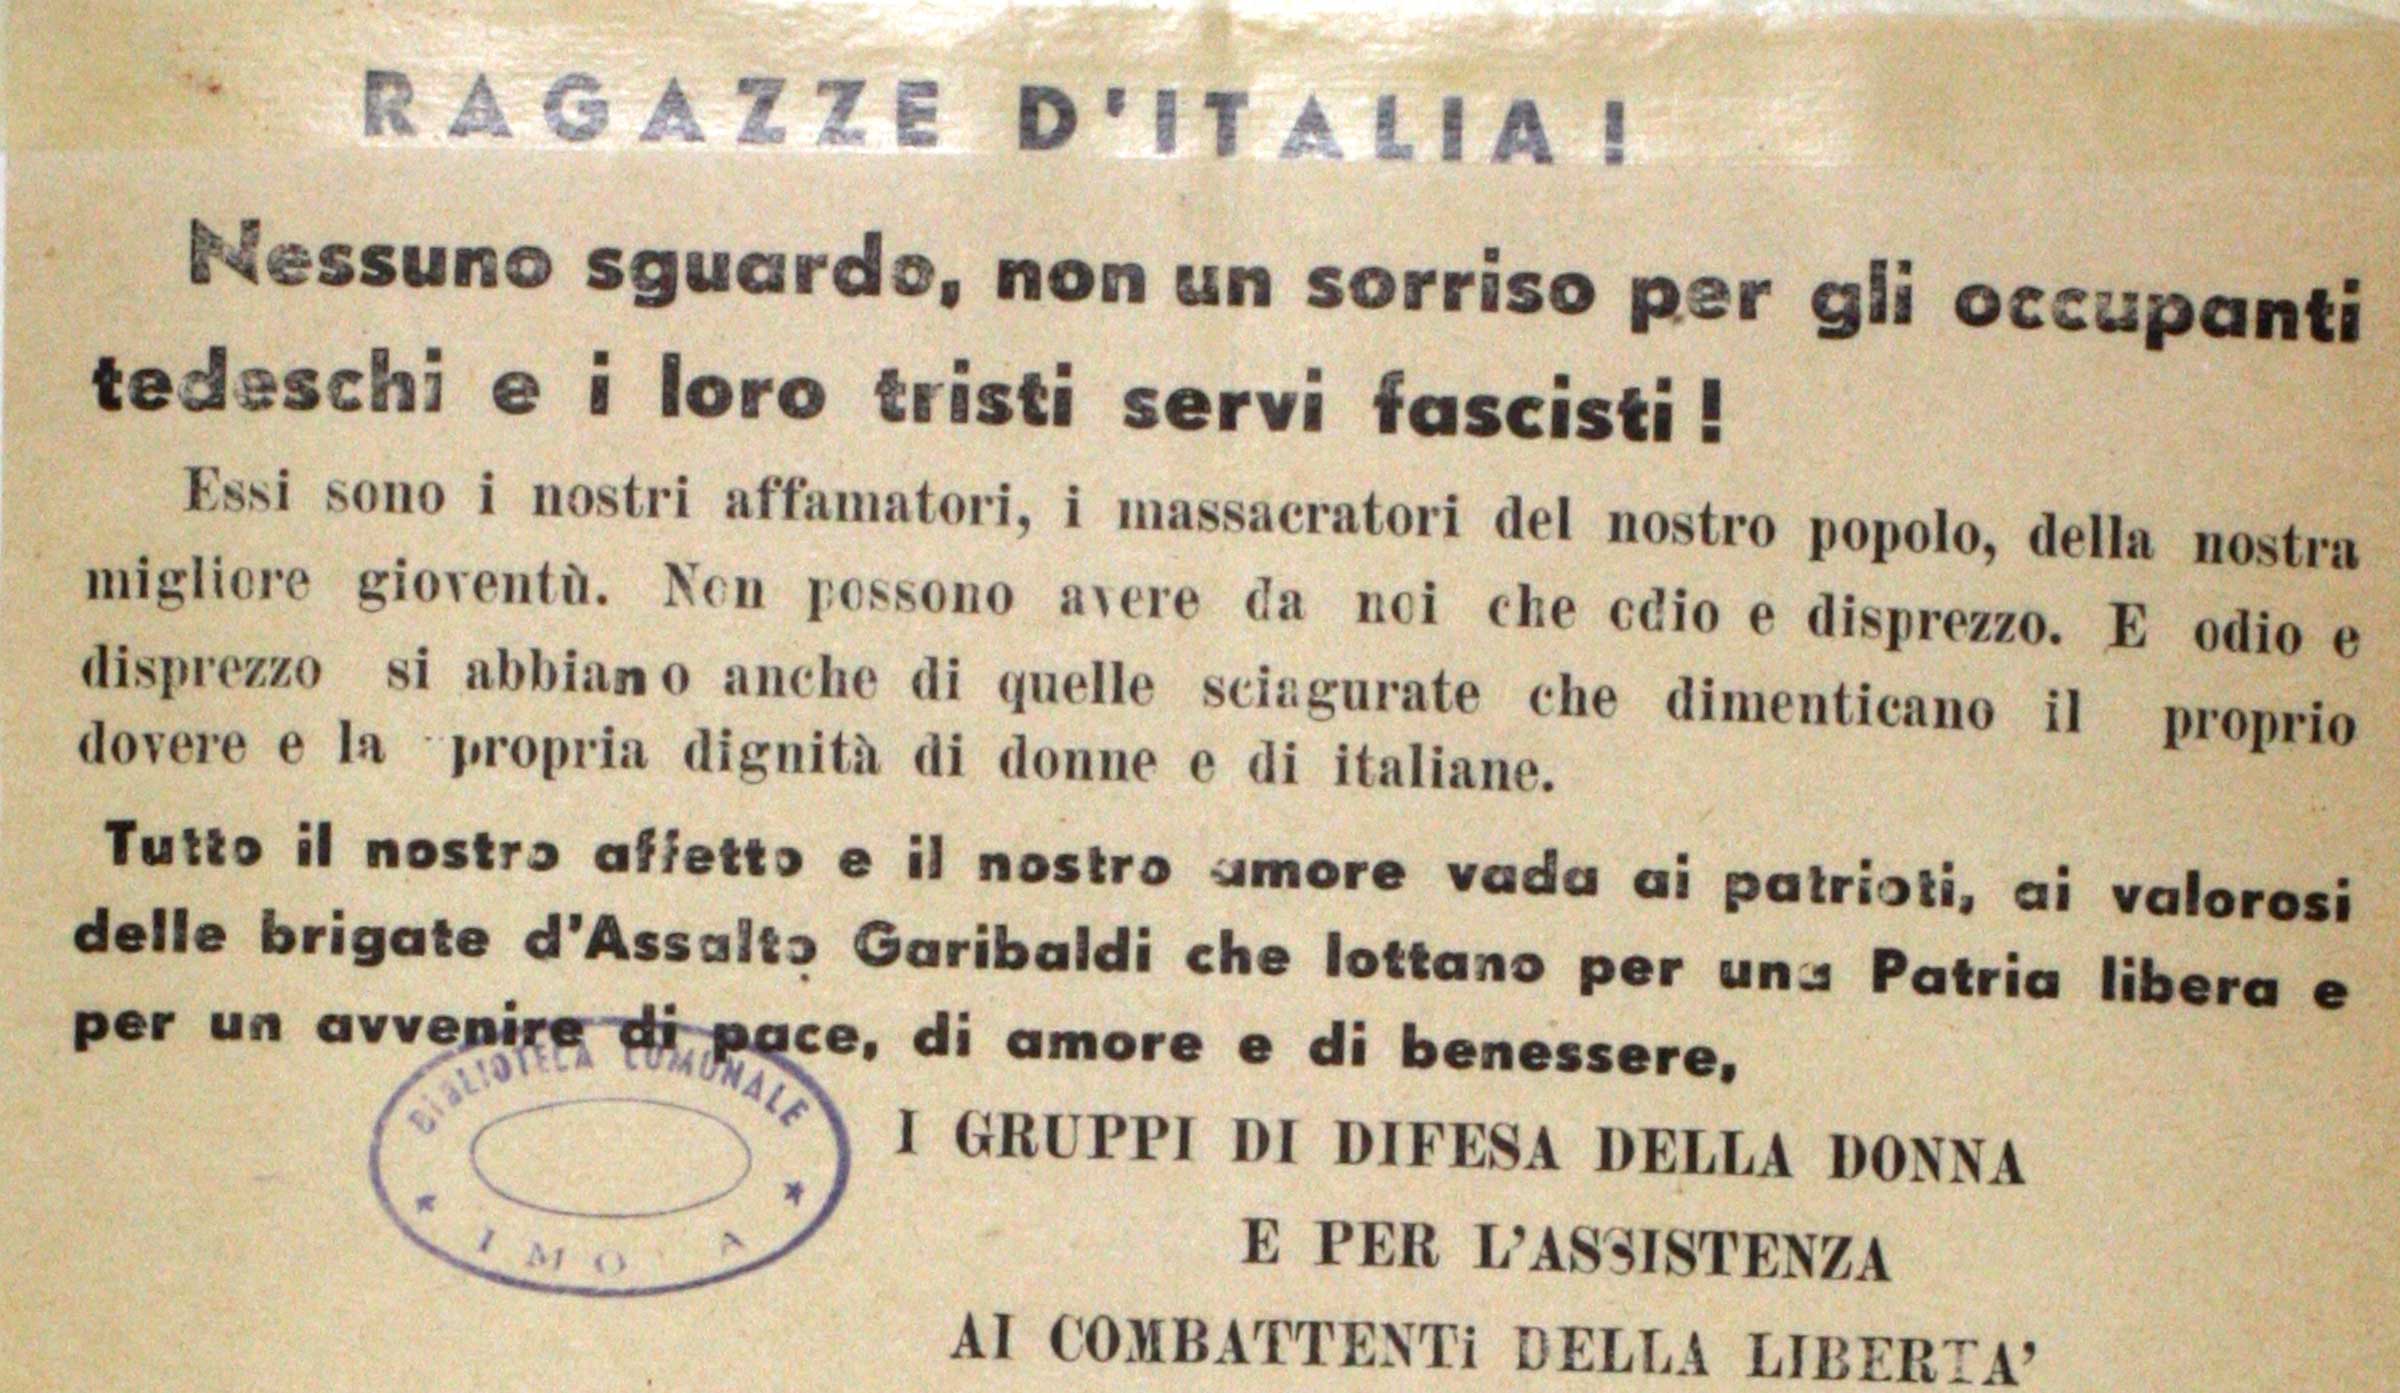 RAGAZZE D'ITALIA!
Nessuno sguardo, non un sorriso per gli occupanti
tedeschi e i loro tristi servi fascisti!
Essi sono i nostri affamatori, i massacratori del nostro popolo, della nostra
migliore gioventù. Non possono avere da noi che odio e disprezzo. E odio e
disprezzo si abbiano anche di quelle sciagurate che dimenticano il proprio
dovere e la propria dignità di donne e di italiane.
Tutto il nostro affetto e il nostro amore vada ai patrioti, ai valorosi
delle brigate d'Assalto Garibaldi che lottano per una Patria libera e
per un avvenire di pace, di amore e di benessere,
BIBLIOTECA COMUNALE
IMOLA
I GRUPPI DI DIFESA DELLA DONNA
E PER L'ASSISTENZA
AI COMBATTENTi DELLA LIBERTA'